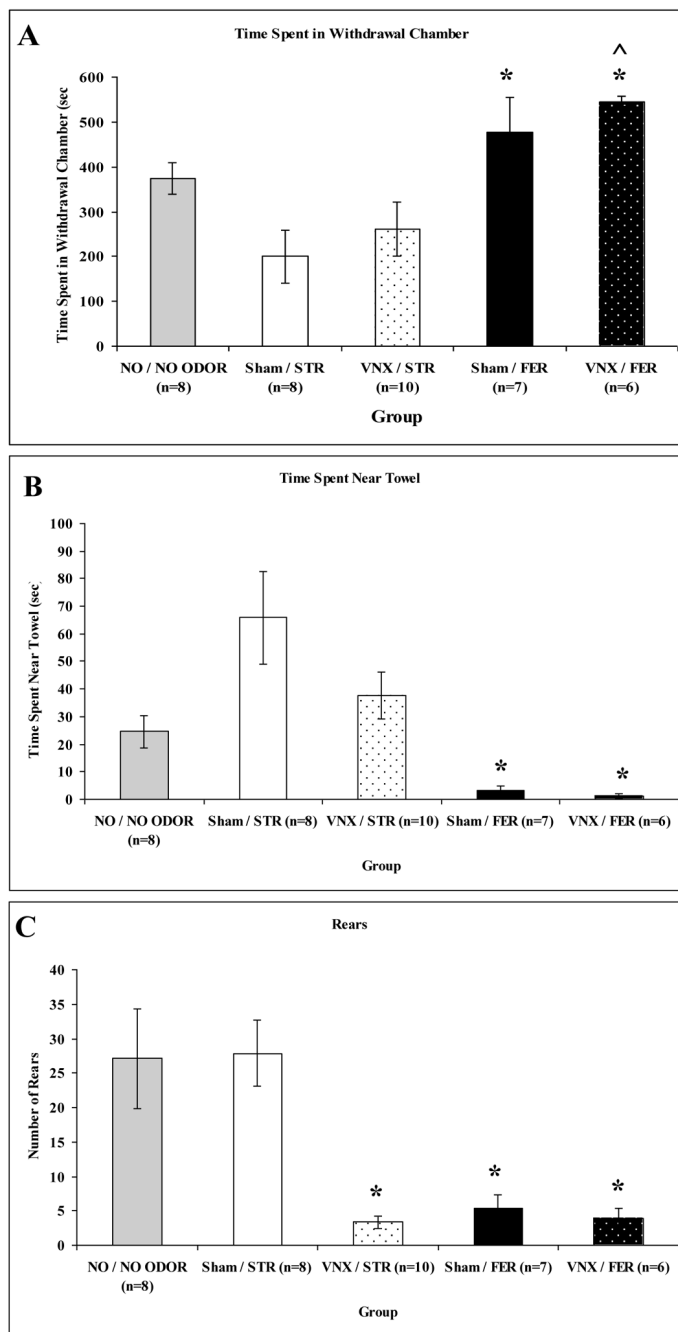 A
Time Spent in Withdrawal Chamber
^
* *
Time Spent in Withdrawal Chamber (sec
600
500
400
300
200
100
0
NO / NO ODOR Sham / STR VNX / STR Sham / FER VNX / FER
(n=8) (n=8) (n=10) (n=7) (n=6)
Group
B
Time Spent Near Towel
Time Spent Near Towel (sec)
100
90
80
70
60
50
40
30
20
10
0
* *
NO / NO ODOR Sham / STR (n=8) VNX / STR (n=10) Sham / FER (n=7) VNX / FER (n=6)
(n=8)
Group
C
Rears
Number of Rears
40
35
30
25
20
15
10
5
0
* * *
NO / NO ODOR Sham / STR (n=8) VNX / STR (n=10) Sham / FER (n=7) VNX / FER (n=6)
(n=8)
Group